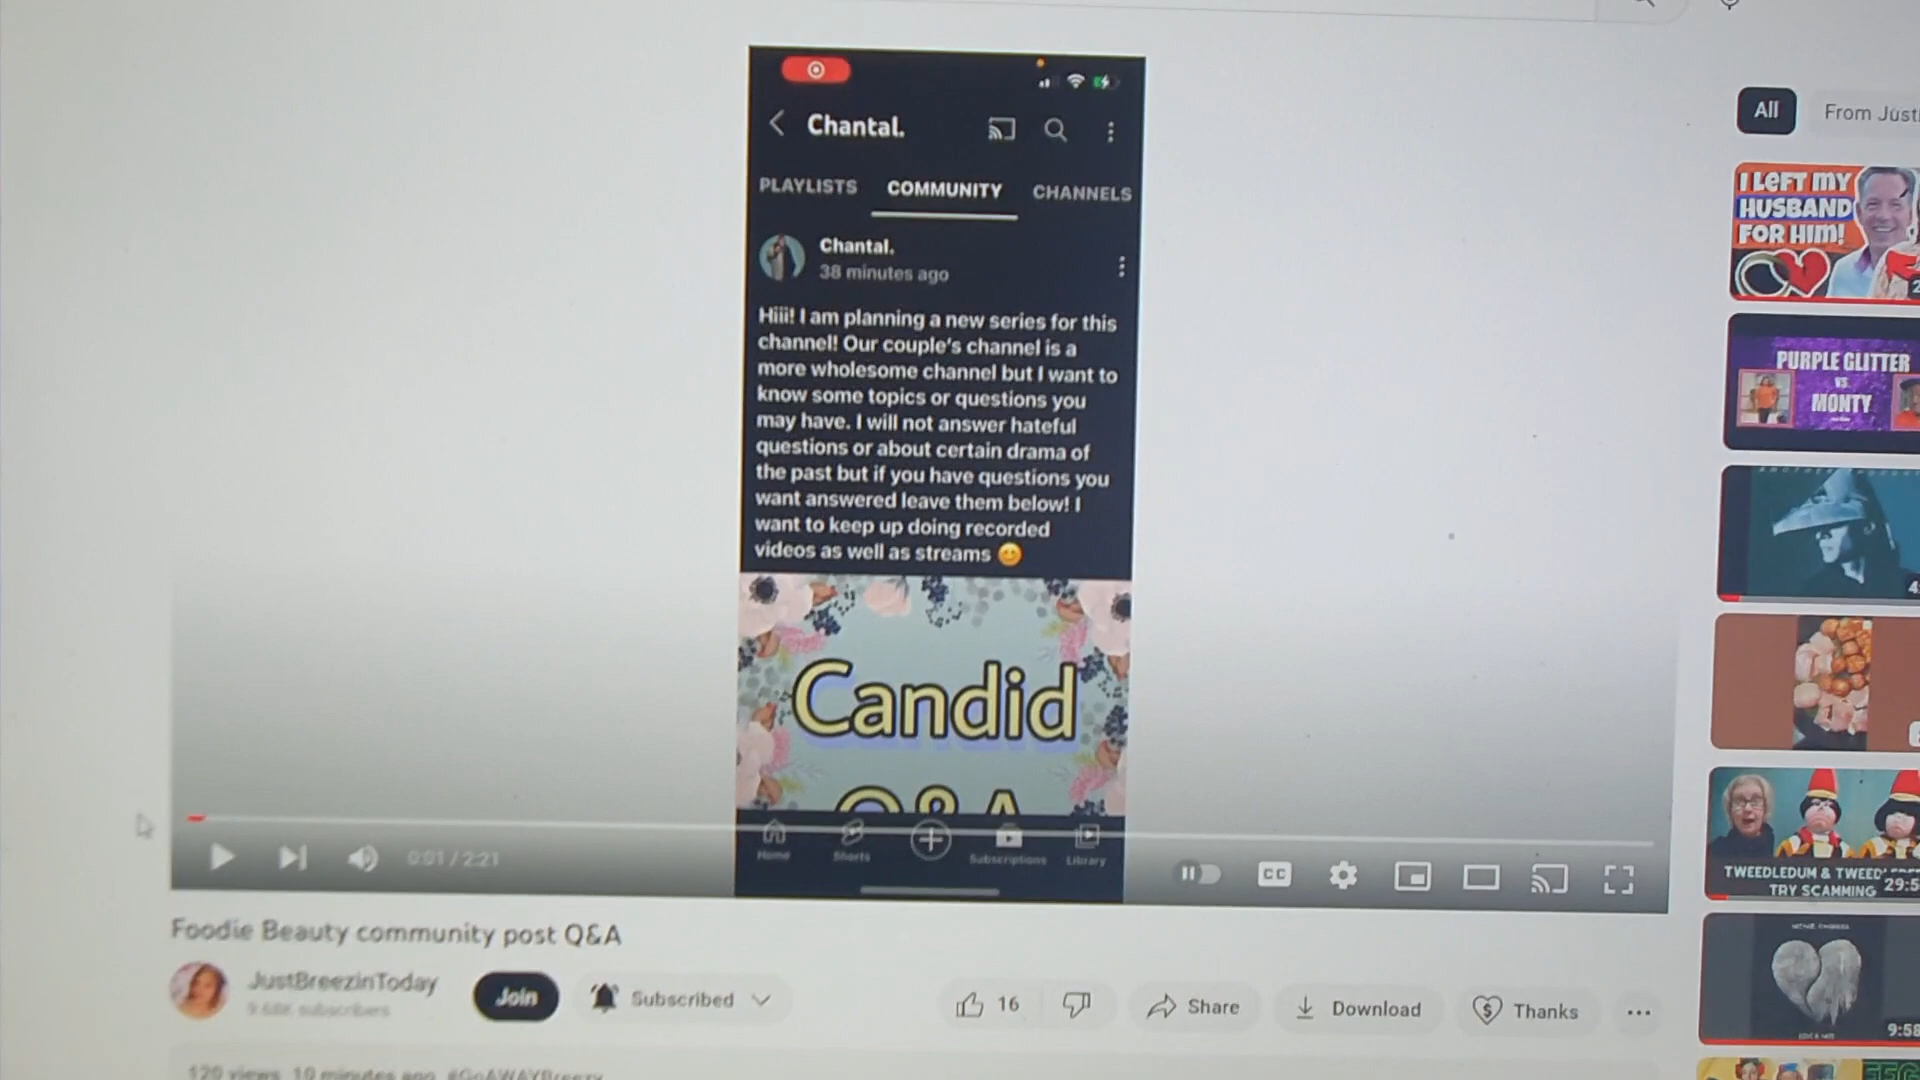 Chantal.
PLAYLISTS COMMUNITY CHANNELS
Chantal.
38 minutes ago
Hiii! I am planning a new series for this
channel! Our couple's channel is a
more wholesome channel but I want to
know some topics or questions you
may have. I will not answer hateful
questions or about certain drama of
the past but if you have questions you
want answered leave them below! I
want to keep up doing recorded
videos as well as streams
Candid
Q&A
Home Shorts Subscriptions Library
0:01 / 2:21
CC
Foodie Beauty community post Q&A
JustBreezinToday
9.68K subscribers
Join
Subscribed
16
Share
Download
Thanks
120 views 10 minutes ago #GoAWAYBreezy
All
From Just
I LEFT MY
HUSBAND
FOR HIM!
PURPLE GLITTER
VS
MONTY
TWEEDLEDUM &
TRY SCAMMING
29:5
9:58